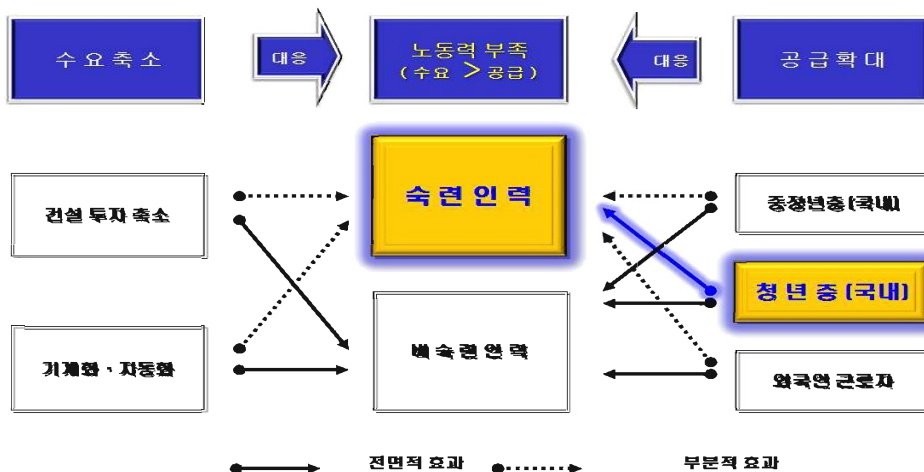 수요축소
대응
노동력 부족
(수요 > 공급)
대응
공급확대
건설 투자 축소
숙련인력
중장년층(국내)
청년층(국내)
기계화·자동화
비숙련인력
외국인 근로자
전면적 효과
부분적 효과